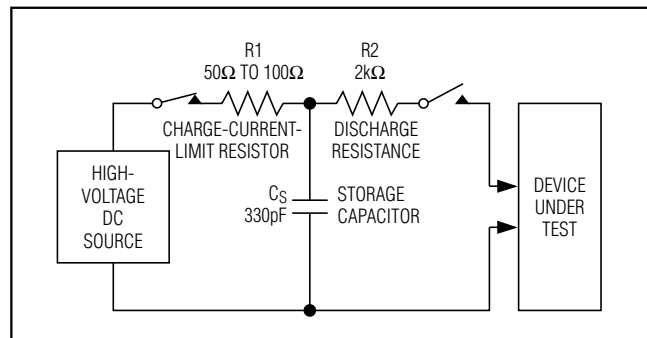 R1
50Ω TO 100Ω
CHARGE-CURRENT-
LIMIT RESISTOR
R2
2kΩ
DISCHARGE
RESISTANCE
HIGH-
VOLTAGE
DC
SOURCE
CS
330pF
STORAGE
CAPACITOR
DEVICE
UNDER
TEST